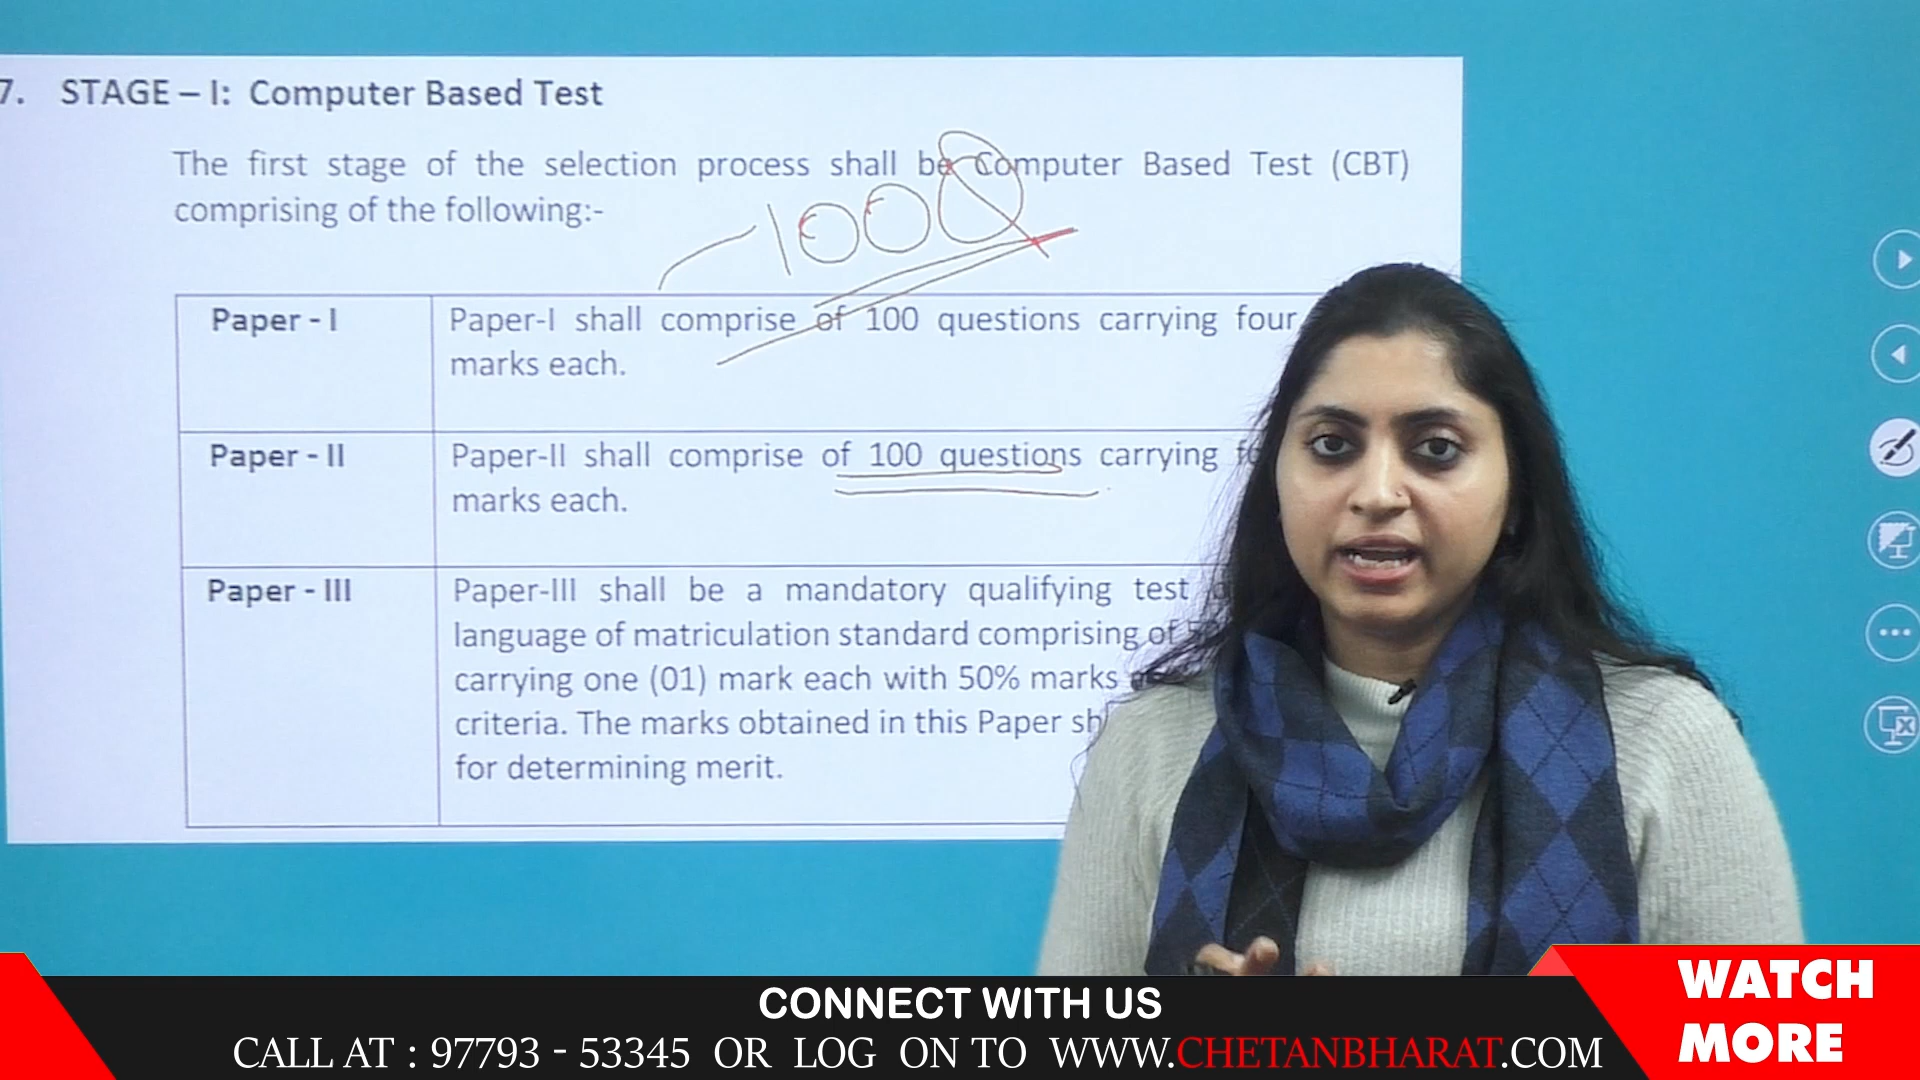 7. STAGE – I: Computer Based Test
The first stage of the selection process shall be Computer Based Test (CBT)
comprising of the following:-
100Q
Paper - I
Paper-I shall comprise of 100 questions carrying four
marks each.
Paper - II
Paper-II shall comprise of 100 questions carrying
marks each.
Paper - III
Paper-III shall be a mandatory qualifying test
language of matriculation standard comprising of
carrying one (01) mark each with 50% marks
criteria. The marks obtained in this Paper
for determining merit.
CONNECT WITH US
CALL AT : 97793 - 53345 OR LOG ON TO WWW.CHETANBHARAT.COM
WATCH
MORE